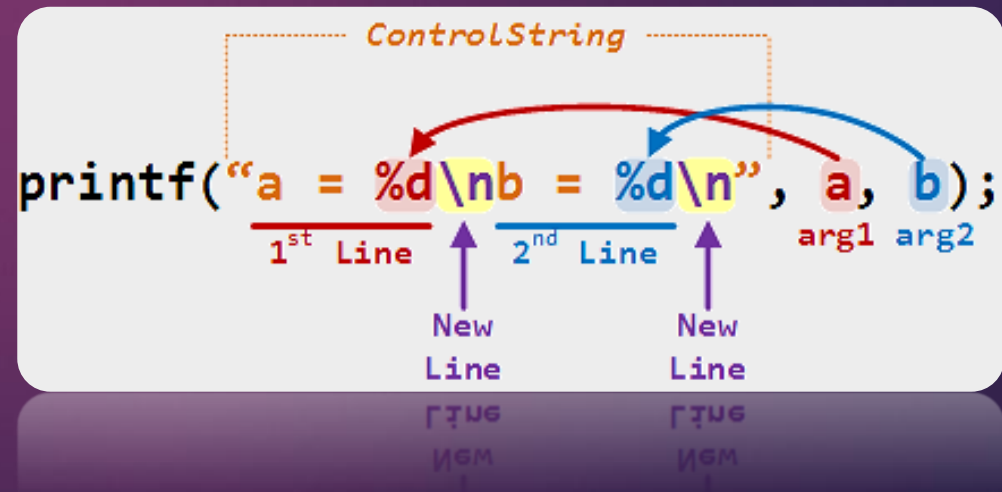 ControlString
printf(“a = %d\nb = %d\n”, a, b);
1st Line 2nd Line arg1 arg2
New New
Line Line